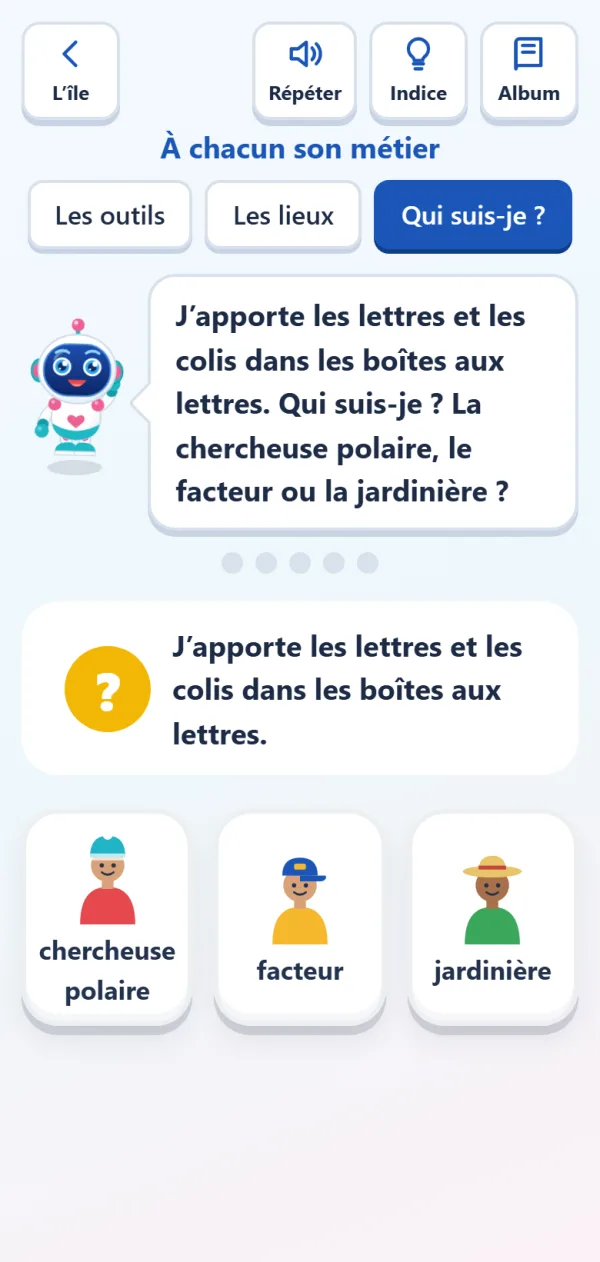 L’île
Répéter
Indice
Album
À chacun son métier
Les outils
Les lieux
Qui suis-je ?
J’apporte les lettres et les
colis dans les boîtes aux
lettres. Qui suis-je ? La
chercheuse polaire, le
facteur ou la jardinière ?
?
J’apporte les lettres et les
colis dans les boîtes aux
lettres.
chercheuse
polaire
facteur
jardinière